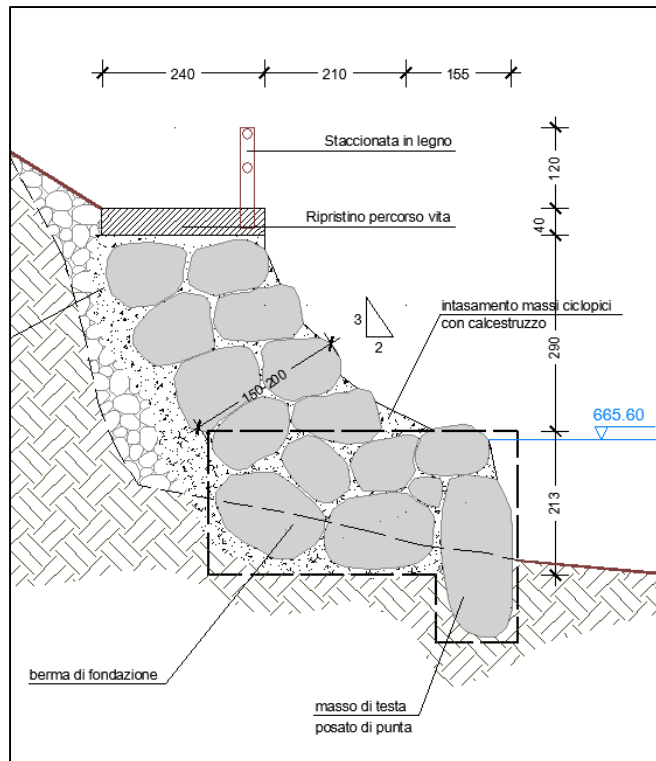 240
210
155
Staccionata in legno
120
Ripristino percorso vita
40
3
2
intasamento massi ciclopici
con calcestruzzo
290
150-200
665.60
213
berma di fondazione
masso di testa
posato di punta